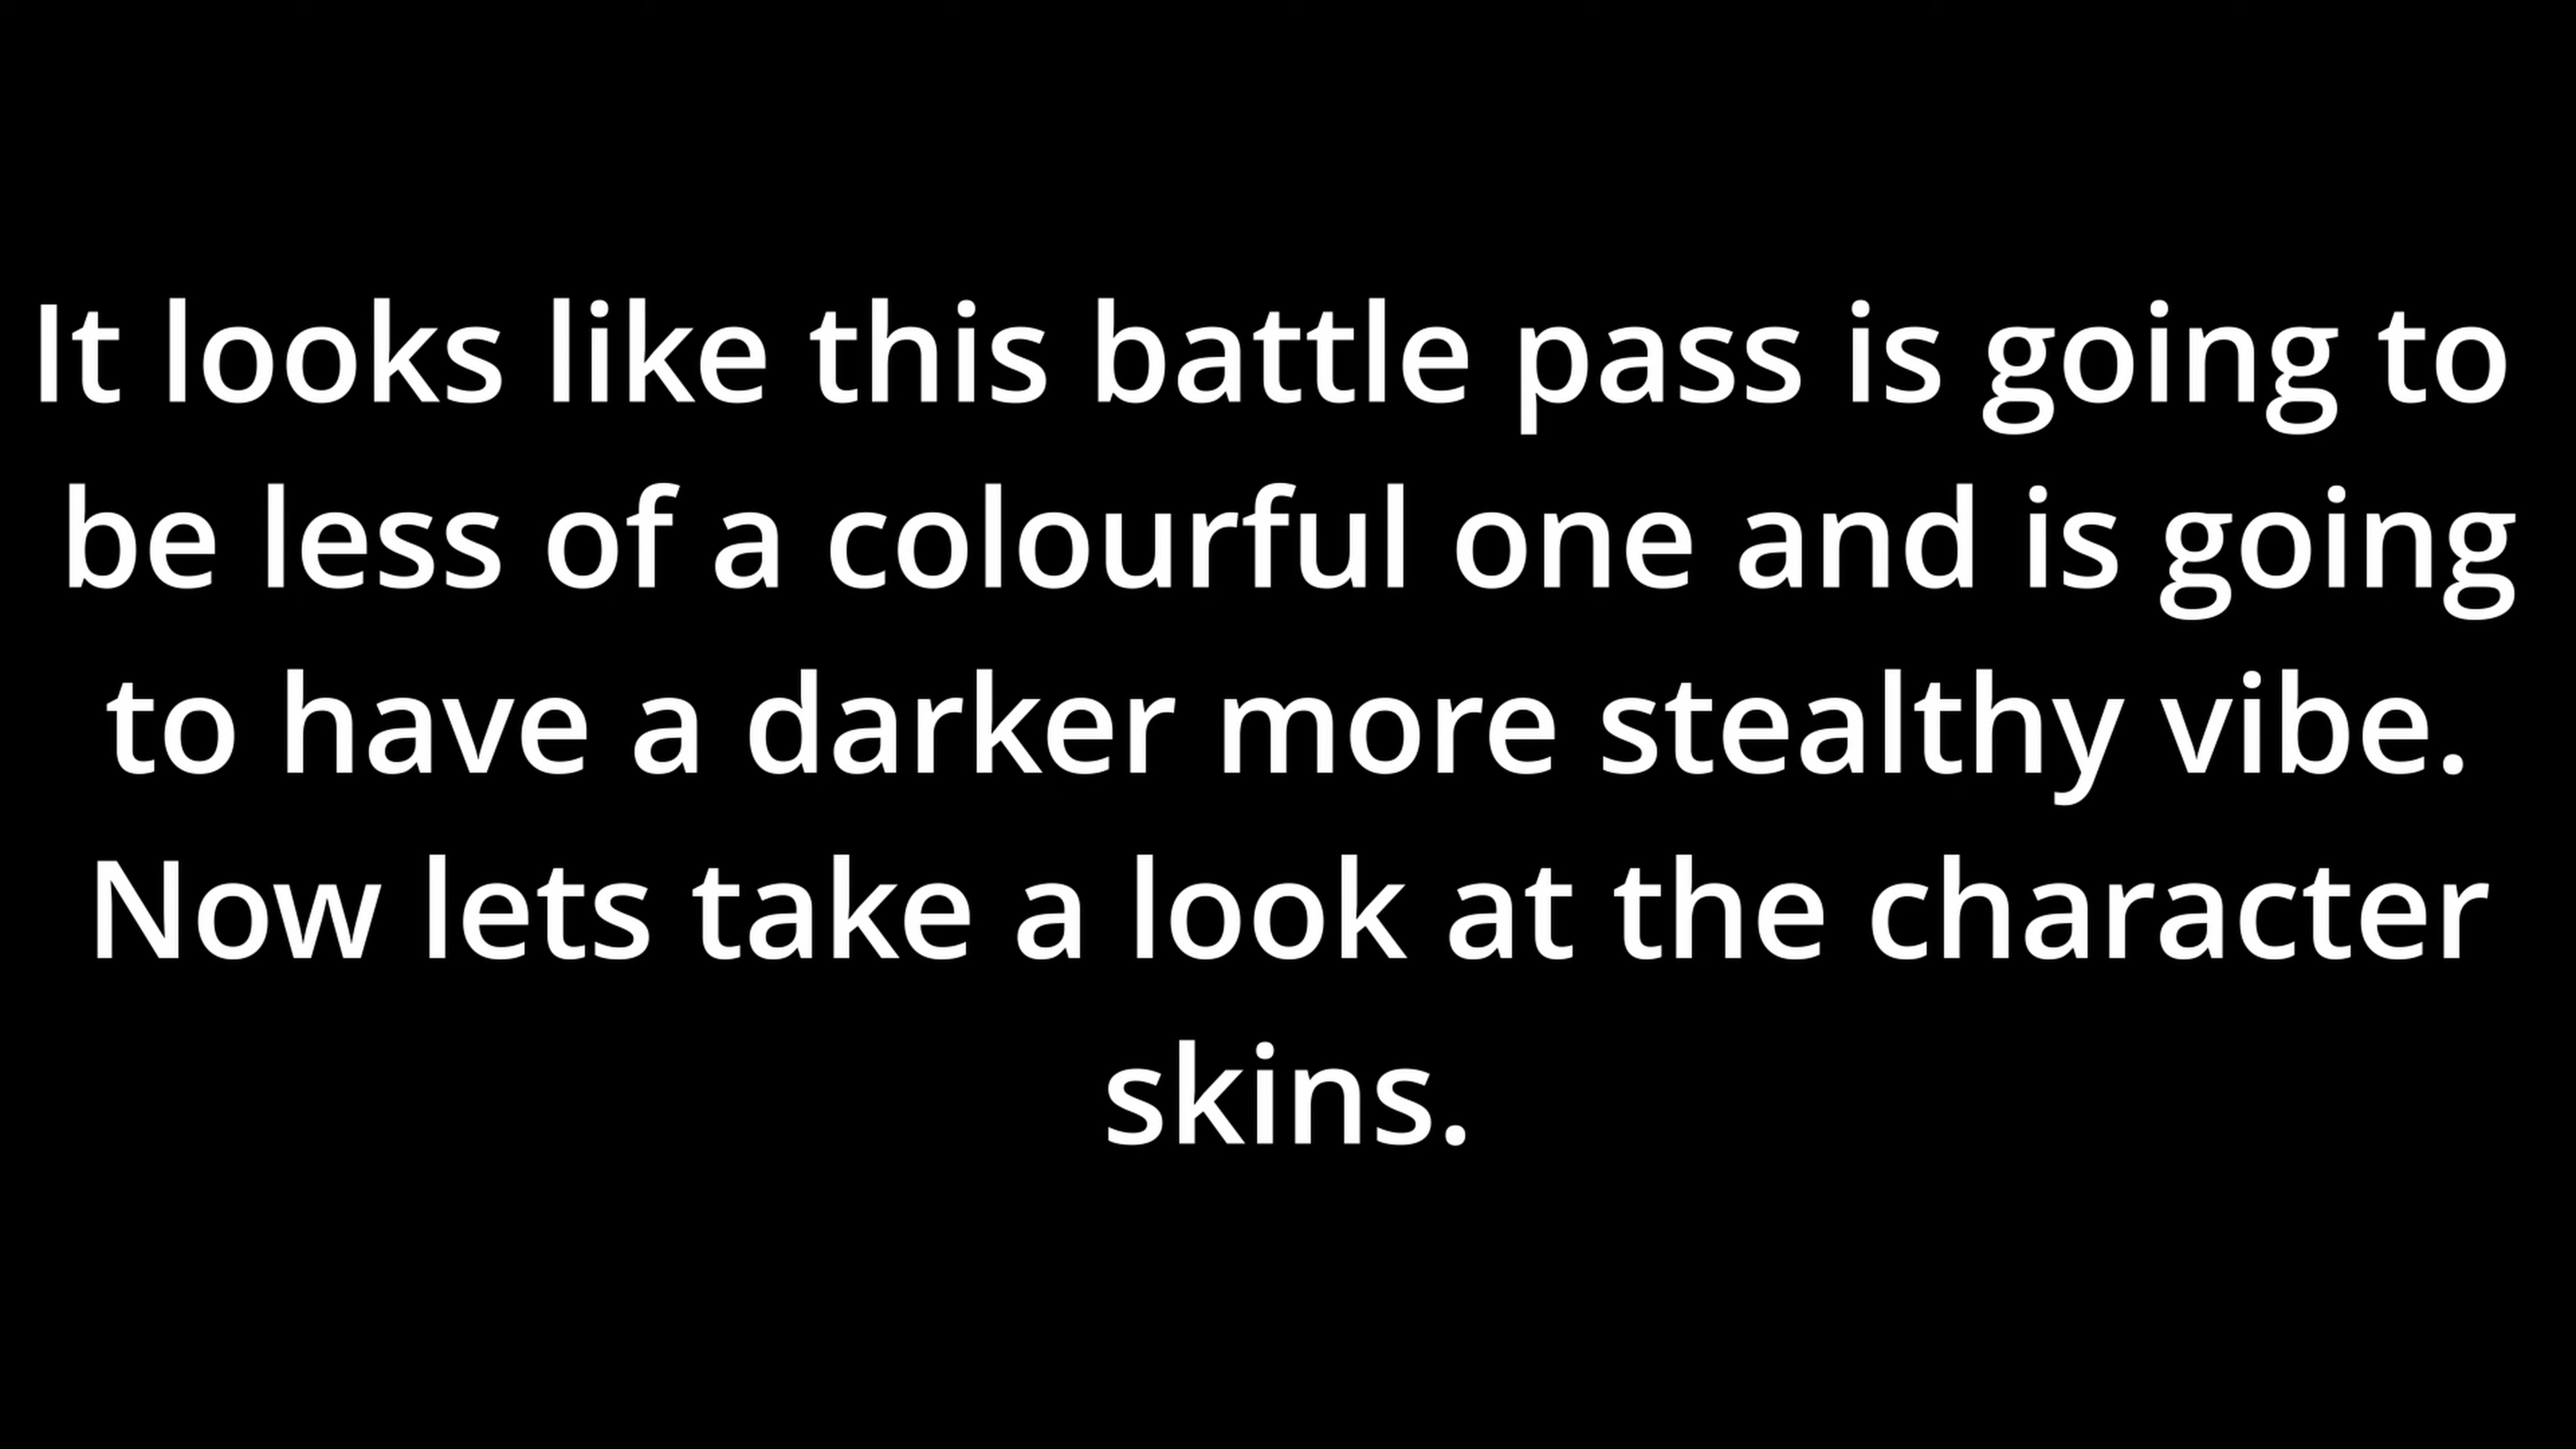 It looks like this battle pass is going to
be less of a colourful one and is going
to have a darker more stealthy vibe.
Now lets take a look at the character
skins.